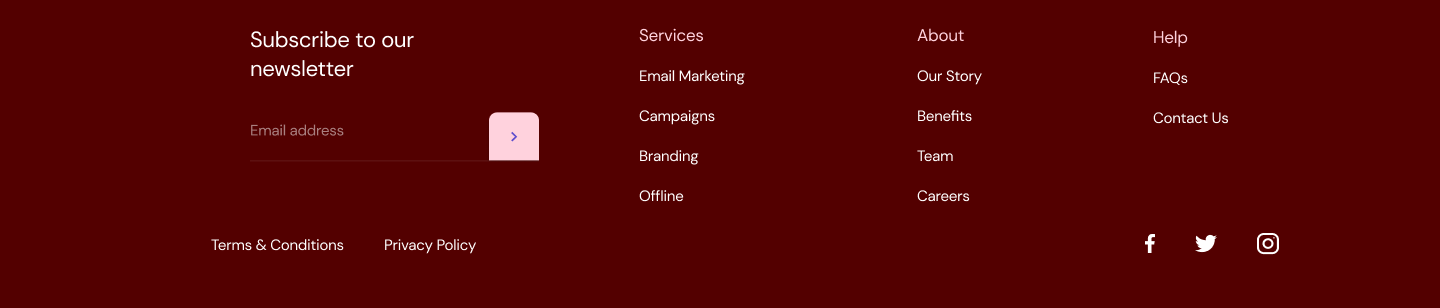 Subscribe to our
newsletter
Email address
Services
Email Marketing
Campaigns
Branding
Offline
About
Our Story
Benefits
Team
Careers
Help
FAQs
Contact Us
Terms & Conditions
Privacy Policy